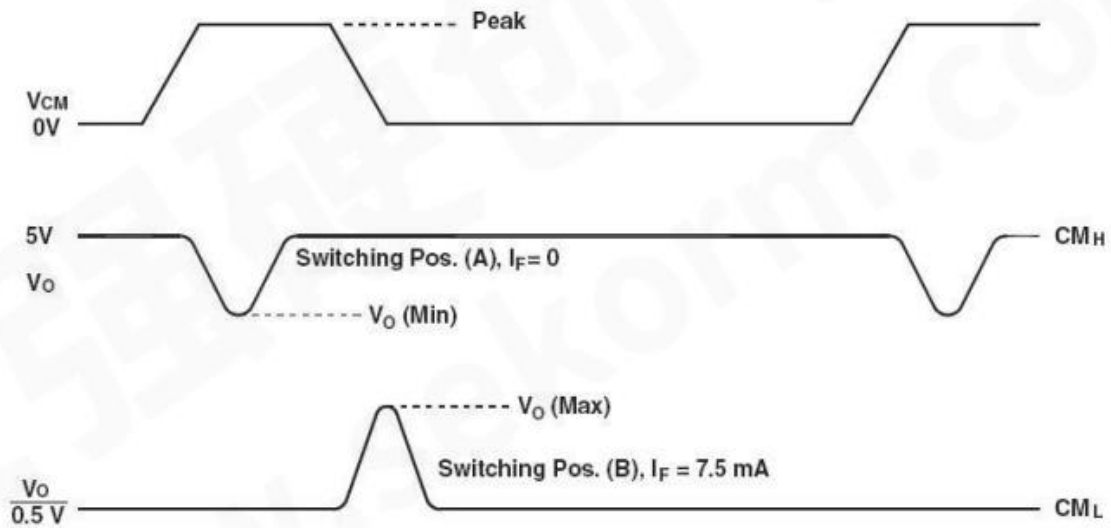 Peak
VCM
0V
5V
CMH
Switching Pos. (A), IF= 0
VO
VO (Min)
VO (Max)
Switching Pos. (B), IF = 7.5 mA
VO
0.5 V
CML